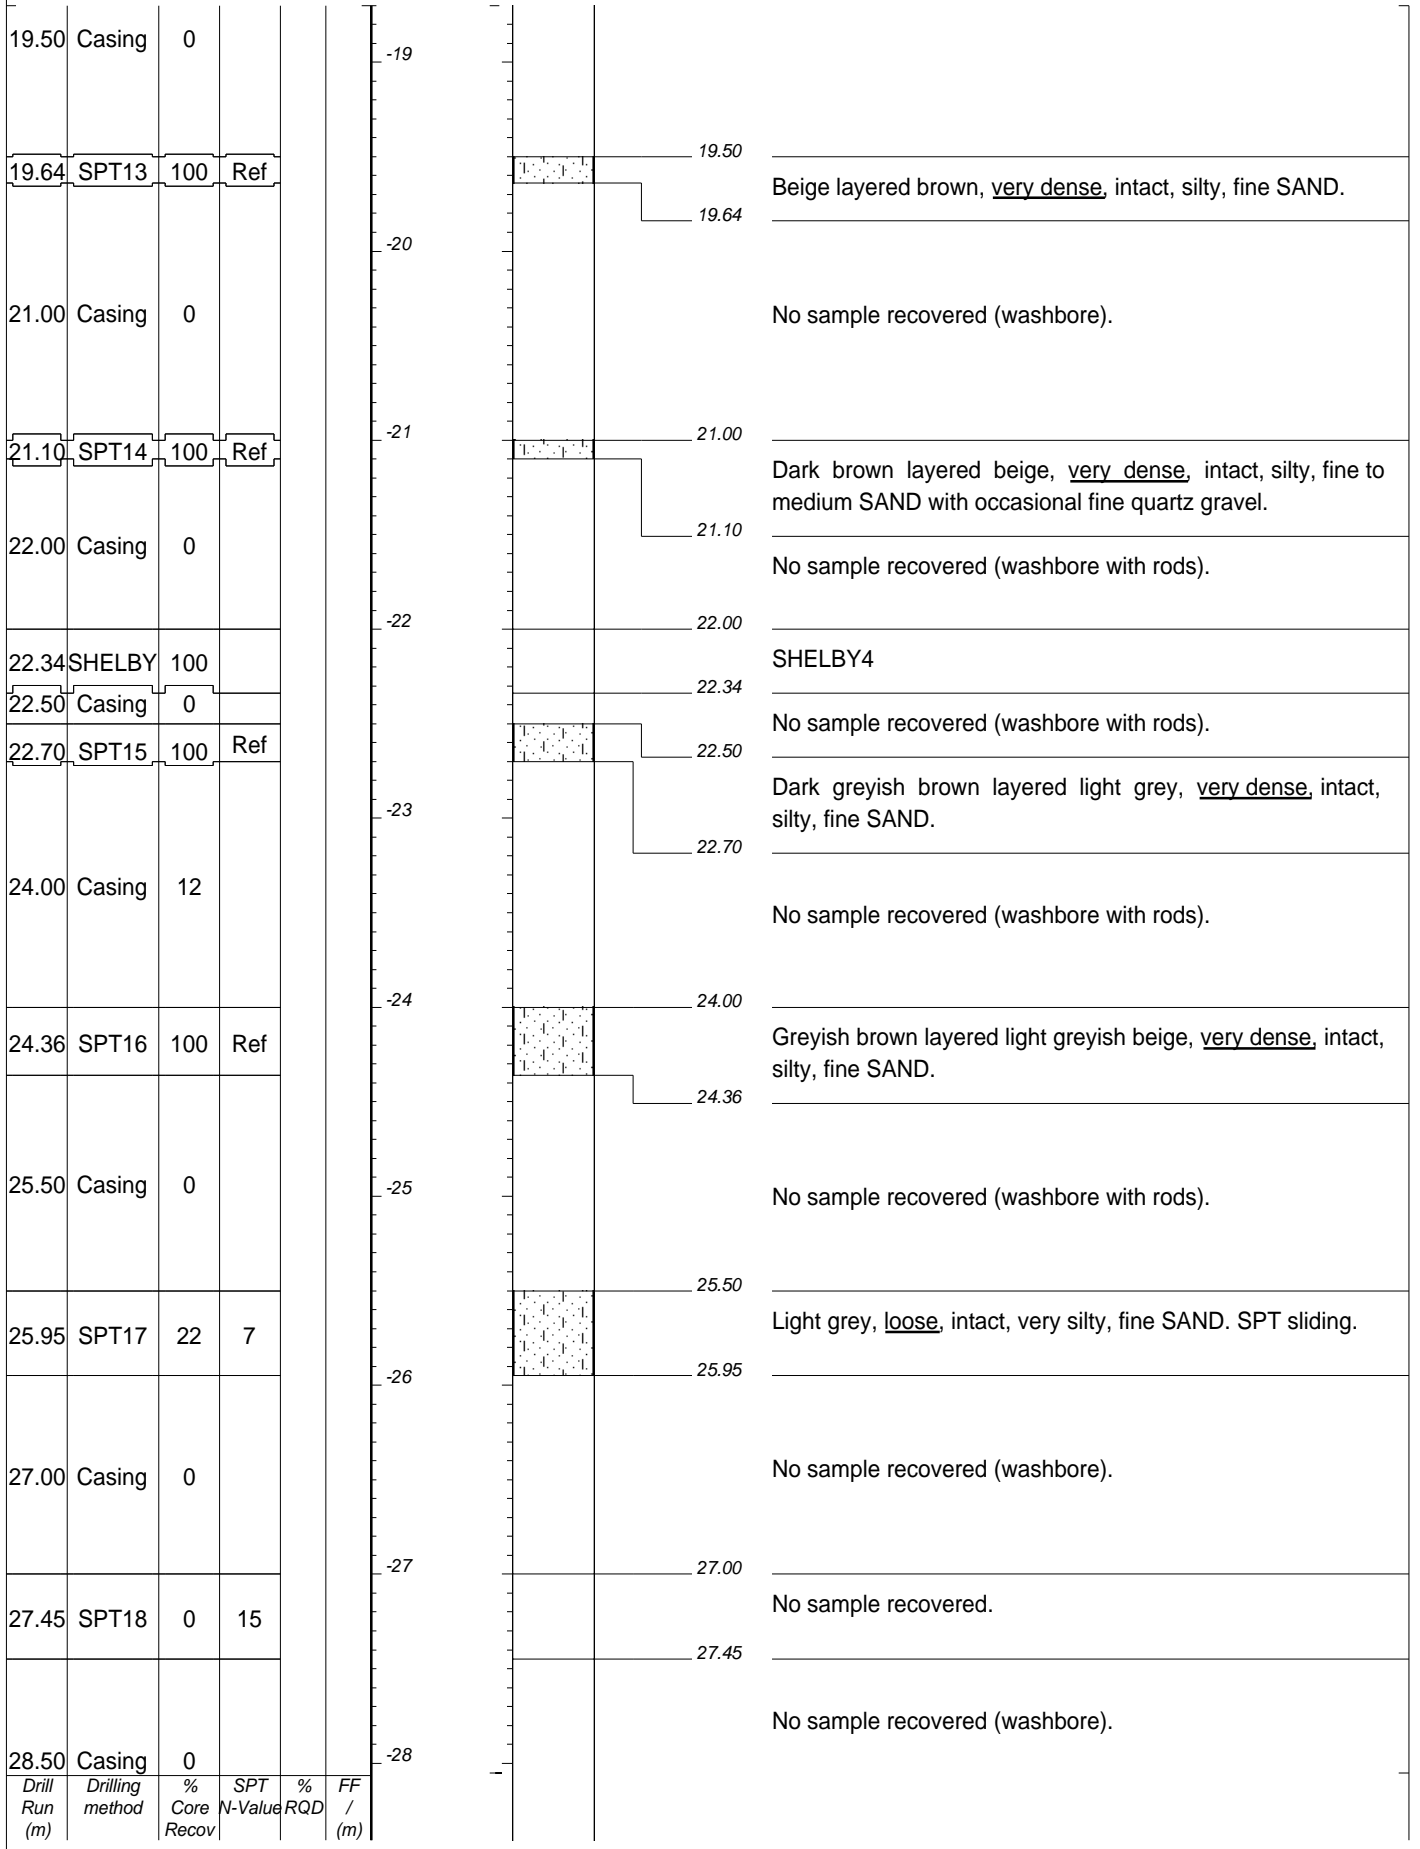 19.50 Casing 0
-19
19.50
19.64 SPT13 100 Ref
Beige layered brown, very dense, intact, silty, fine SAND.
19.64
-20
21.00 Casing 0
No sample recovered (washbore).
-21
21.00
21.10 SPT14 100 Ref
Dark brown layered beige, very dense, intact, silty, fine to
medium SAND with occasional fine quartz gravel.
21.10
22.00 Casing 0
No sample recovered (washbore with rods).
-22
22.00
22.34 SHELBY 100
SHELBY4
22.34
22.50 Casing 0
No sample recovered (washbore with rods).
22.70 SPT15 100 Ref
22.50
Dark greyish brown layered light grey, very dense, intact,
silty, fine SAND.
-23
22.70
24.00 Casing 12
No sample recovered (washbore with rods).
-24
24.00
24.36 SPT16 100 Ref
Greyish brown layered light greyish beige, very dense, intact,
silty, fine SAND.
24.36
25.50 Casing 0
-25
No sample recovered (washbore with rods).
25.50
25.95 SPT17 22 7
Light grey, loose, intact, very silty, fine SAND. SPT sliding.
25.95
-26
27.00 Casing 0
No sample recovered (washbore).
-27
27.00
27.45 SPT18 0 15
No sample recovered.
27.45
No sample recovered (washbore).
-28
28.50 Casing 0
Drill Drilling % SPT % FF
Run method Core N-Value RQD /
(m) Recov (m)